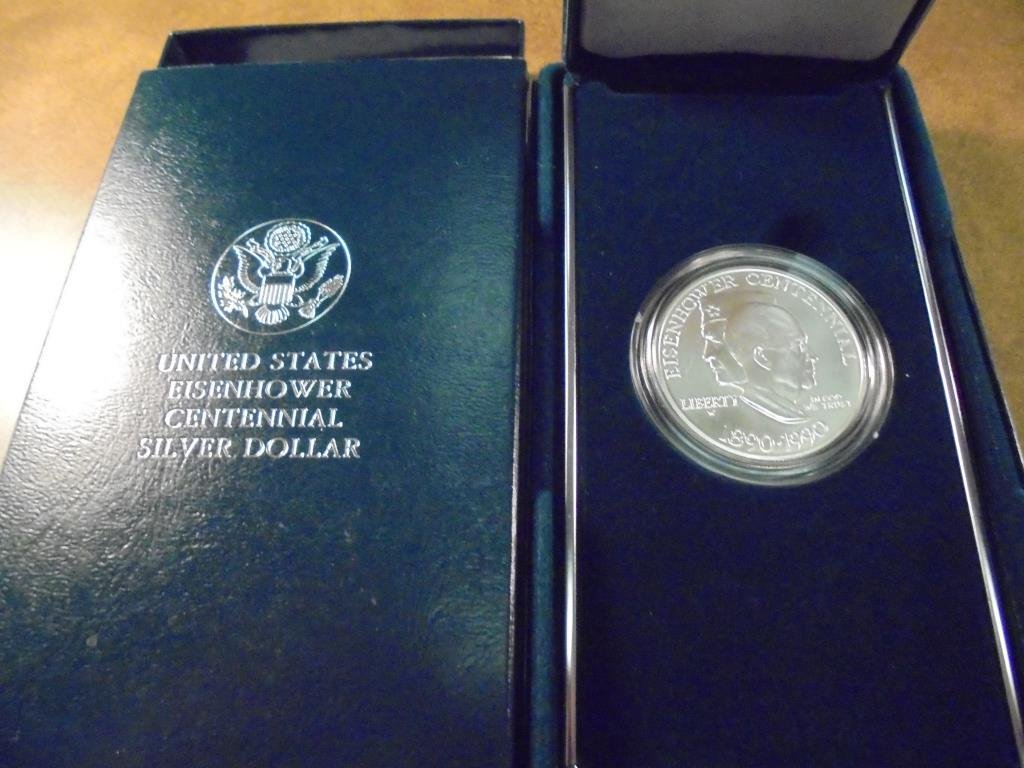 UNITED STATES
EISENHOWER
CENTENNIAL
SILVER DOLLAR
EISENHOWER CENTENNIAL
LIBERTY
IN GOD
WE TRUST
1890-1990